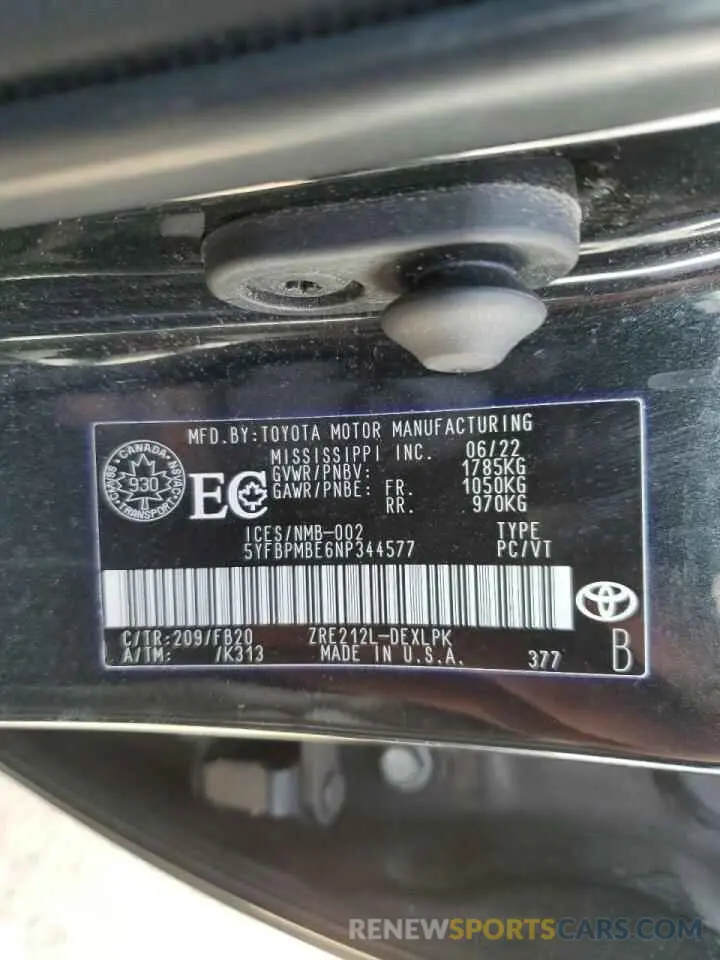 MFD. BY: TOYOTA MOTOR MANUFACTURING
MISSISSIPPI INC. 06/22
GVWR/PNBV: 1785KG
GAWR/PNBE: FR. 1050KG
RR. 970KG
CANADA
930
TRANSPORT
EC
ICES/NMB-002 TYPE
5YFBPMBE6NP344577 PC/VT
C/TR: 209/FB20 ZRE212L-DEXLPK
A/TM: /K313 MADE IN U.S.A. 377 B
RENEWSPORTSCARS.COM